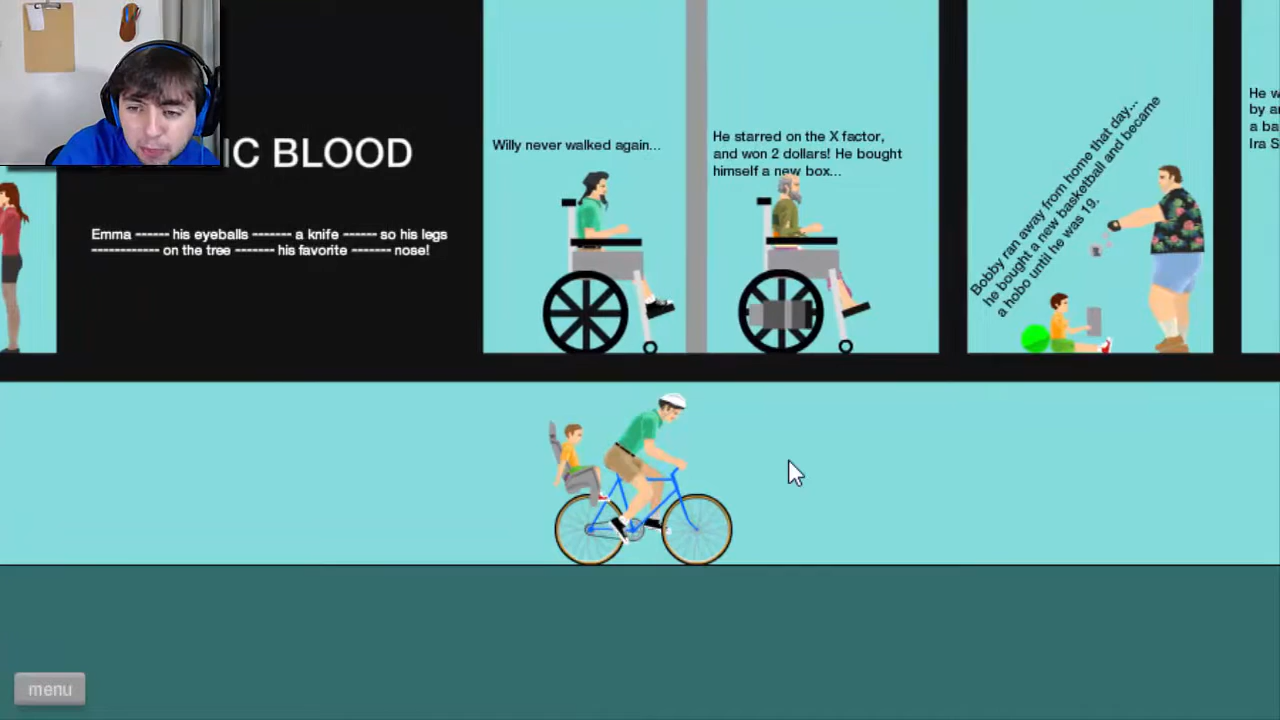 IC BLOOD
Emma ------ his eyeballs ------- a knife ------ so his legs
------------ on the tree ------- his favorite ------- nose!
Willy never walked again...
He starred on the X factor,
and won 2 dollars! He bought
himself a new box...
Bobby ran away from home that day...
he bought a new basketball and became
a hobo until he was 19.
He w
by a
a ba
Ira S
menu